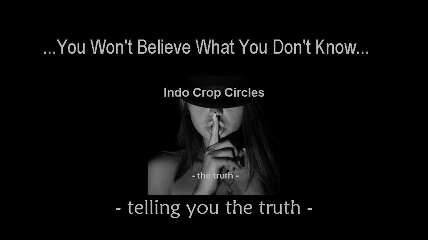 ...You Won't Believe What You Don't Know...
Indo Crop Circles
- the truth -
- telling you the truth -